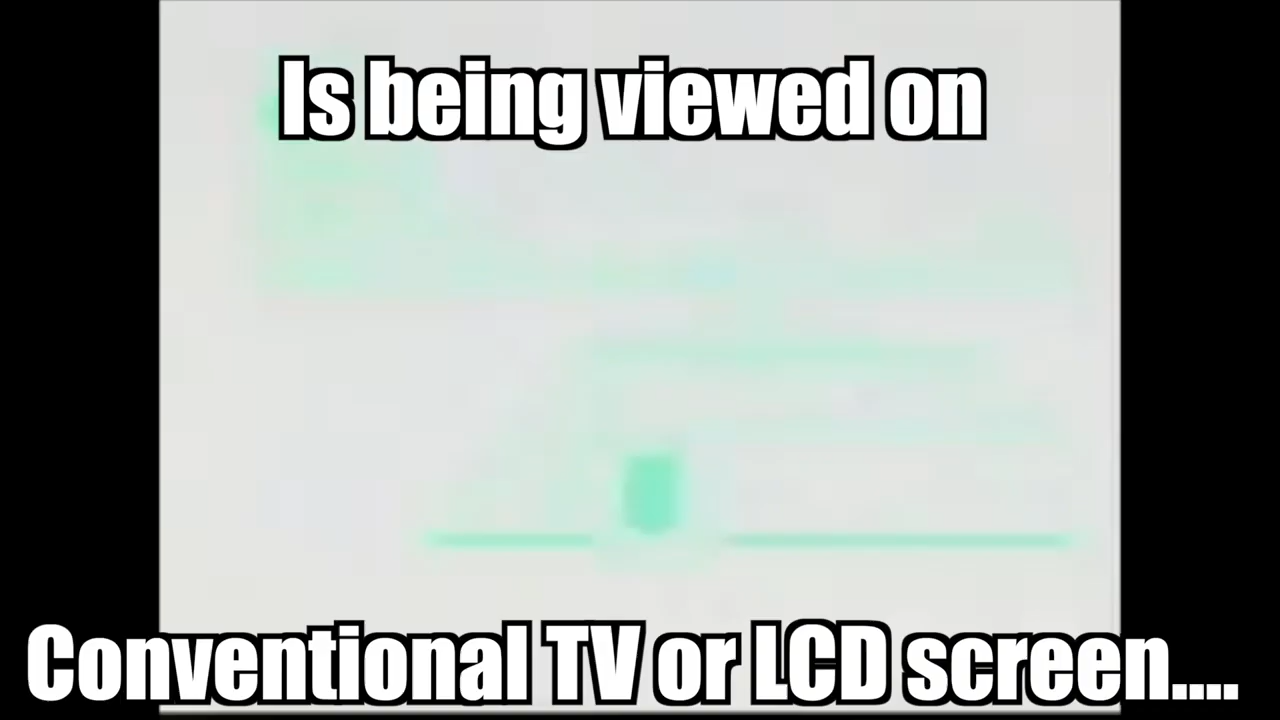 Is being viewed on
Conventional TV or LCD screen....